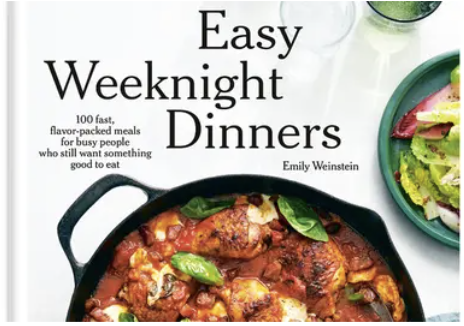 Easy
Weeknight
Dinners
100 fast,
flavor-packed meals
for busy people
who still want something
good to eat
Emily Weinstein